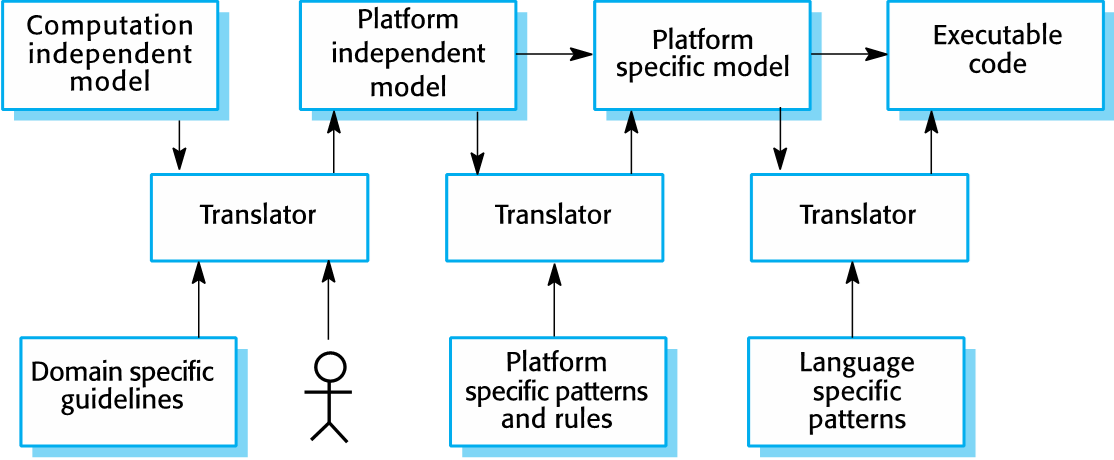 Computation
independent
model
Platform
independent
model
Platform
specific model
Executable
code
Translator
Translator
Translator
Domain specific
guidelines
Platform
specific patterns
and rules
Language
specific
patterns